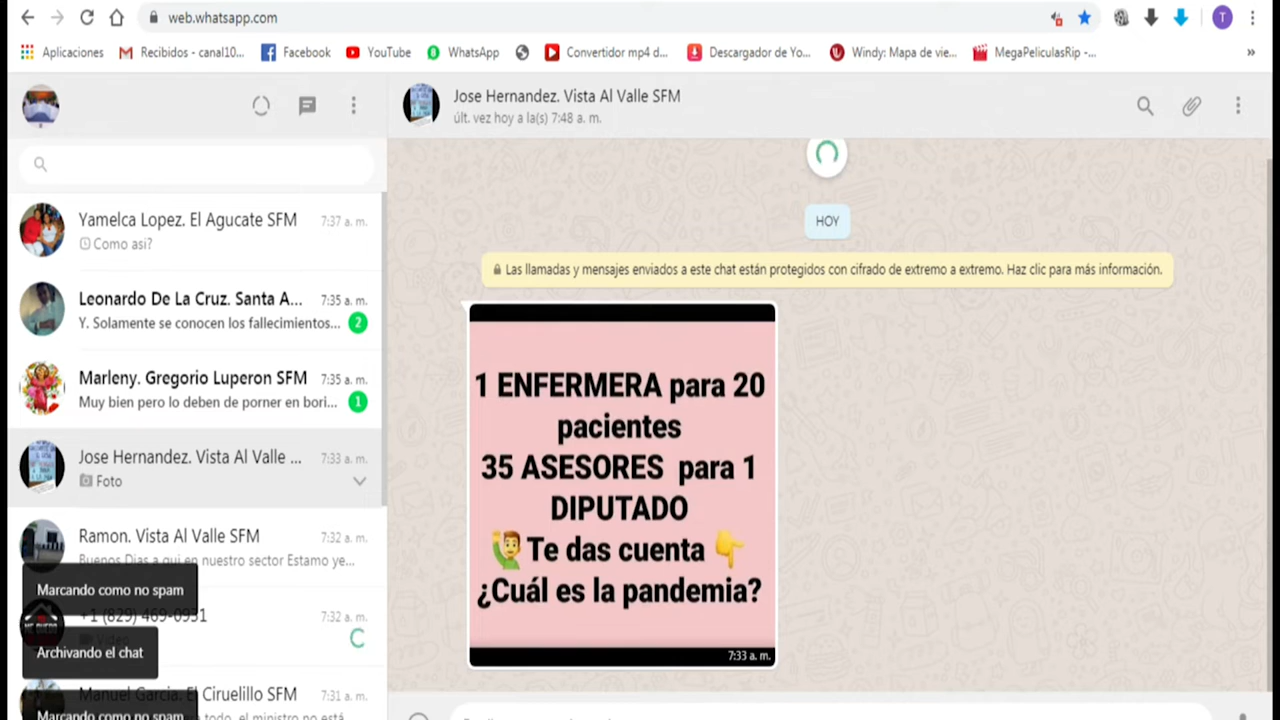 web.whatsapp.com
T
Aplicaciones
Recibidos - canal10...
Facebook
YouTube
WhatsApp
Convertidor mp4 d...
Descargador de Yo...
Windy: Mapa de vie...
MegaPeliculasRip -...
»
Jose Hernandez. Vista Al Valle SFM
últ. vez hoy a la(s) 7:48 a. m.
Yamelca Lopez. El Agucate SFM
7:37 a. m.
Como asi?
Leonardo De La Cruz. Santa A...
7:35 a. m.
Y. Solamente se conocen los fallecimientos...
2
Marleny. Gregorio Luperon SFM
7:35 a. m.
Muy bien pero lo deben de porner en bori...
1
Jose Hernandez. Vista Al Valle ...
7:33 a. m.
Foto
Ramon. Vista Al Valle SFM
7:32 a. m.
Buenos Dias a qui en nuestro sector Estamo ye...
Marcando como no spam
+1 (829) 469-0931
7:32 a. m.
Video
Archivando el chat
Manuel Garcia. El Ciruelillo SFM
7:31 a. m.
todo, el ministro no está
Marcando como no spam
HOY
Las llamadas y mensajes enviados a este chat están protegidos con cifrado de extremo a extremo. Haz clic para más información.
1 ENFERMERA para 20
pacientes
35 ASESORES para 1
DIPUTADO
Te das cuenta
¿Cuál es la pandemia?
7:33 a. m.